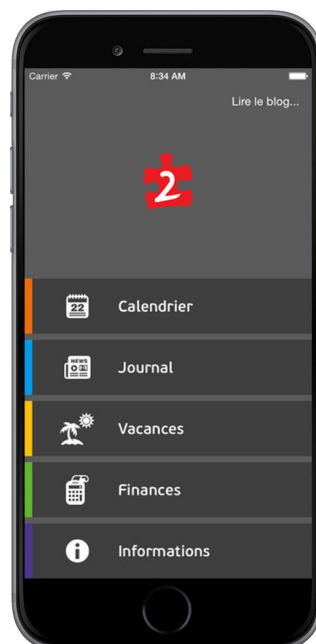 Carrier 8:34 AM
Lire le blog...
2
22
Calendrier
NEWS
Journal
Vacances
Finances
i
Informations